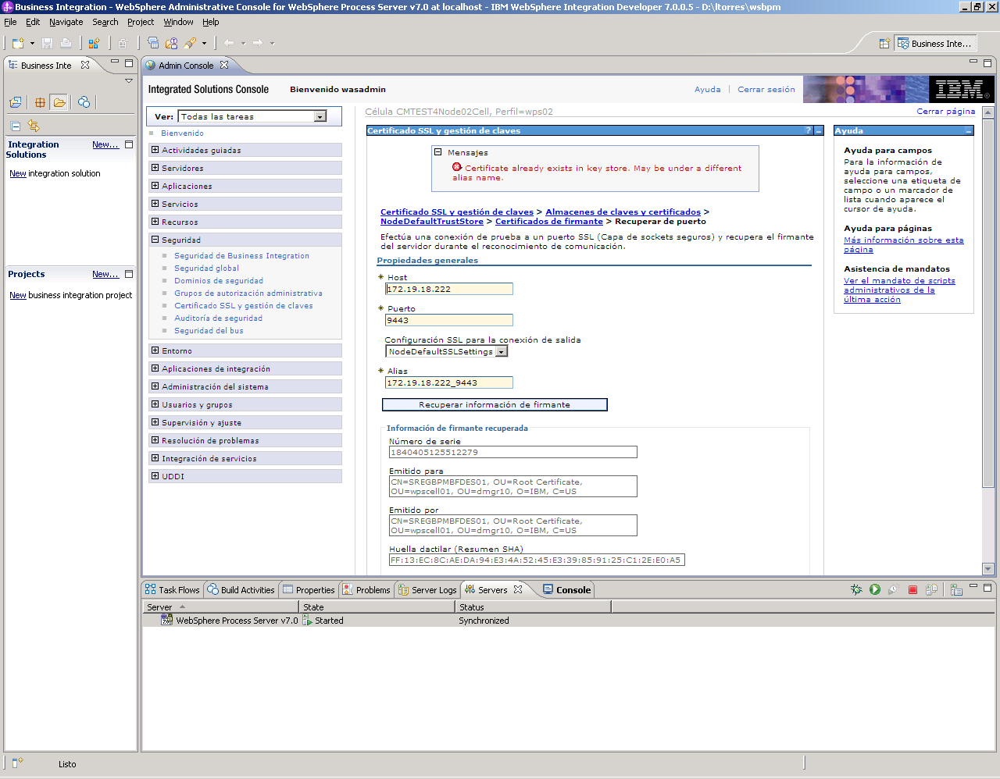 Business Integration - WebSphere Administrative Console for WebSphere Process Server v7.0 at localhost - IBM WebSphere Integration Developer 7.0.0.5 - D:\ltorres\wsbpm
File Edit Navigate Search Project Run Window Help
Business Inte...
Business Inte
Admin Console
Integrated Solutions Console
Bienvenido wasadmin
Ayuda
Cerrar sesión
IBM
Ver:
Todas las tareas
Célula CMTEST4Node02Cell, Perfil=wps02
Cerrar página
Integration Solutions
New...
New integration solution
Projects
New...
New business integration project
Bienvenido
Actividades guiadas
Servidores
Aplicaciones
Servicios
Recursos
Seguridad
Seguridad de Business Integration
Seguridad global
Dominios de seguridad
Grupos de autorización administrativa
Certificado SSL y gestión de claves
Auditoría de seguridad
Seguridad del bus
Entorno
Aplicaciones de integración
Administración del sistema
Usuarios y grupos
Supervisión y ajuste
Resolución de problemas
Integración de servicios
UDDI
Certificado SSL y gestión de claves
?
Mensajes
Certificate already exists in key store. May be under a different
alias name.
Certificado SSL y gestión de claves > Almacenes de claves y certificados >
NodeDefaultTrustStore > Certificados de firmante > Recuperar de puerto
Efectúa una conexión de prueba a un puerto SSL (Capa de sockets seguros) y recupera el firmante
del servidor durante el reconocimiento de comunicación.
Propiedades generales
* Host
172.19.18.222
* Puerto
9443
Configuración SSL para la conexión de salida
NodeDefaultSSLSettings
* Alias
172.19.18.222_9443
Recuperar información de firmante
Información de firmante recuperada
Número de serie
1840405125512279
Emitido para
CN=SREGBPMBFDES01, OU=Root Certificate,
OU=wpscell01, OU=dmgr10, O=IBM, C=US
Emitido por
CN=SREGBPMBFDES01, OU=Root Certificate,
OU=wpscell01, OU=dmgr10, O=IBM, C=US
Huella dactilar (Resumen SHA)
FF:13:EC:8C:AE:DA:94:E3:4A:52:45:E3:39:85:91:25:C1:2E:E0:A5
Ayuda
Ayuda para campos
Para la información de
ayuda para campos,
seleccione una etiqueta de
campo o un marcador de
lista cuando aparece el
cursor de ayuda.
Ayuda para páginas
Más información sobre esta
página
Asistencia de mandatos
Ver el mandato de scripts
administrativos de la
última acción
Task Flows
Build Activities
Properties
Problems
Server Logs
Servers
Console
Server
State
Status
WebSphere Process Server v7.0
Started
Synchronized
Listo